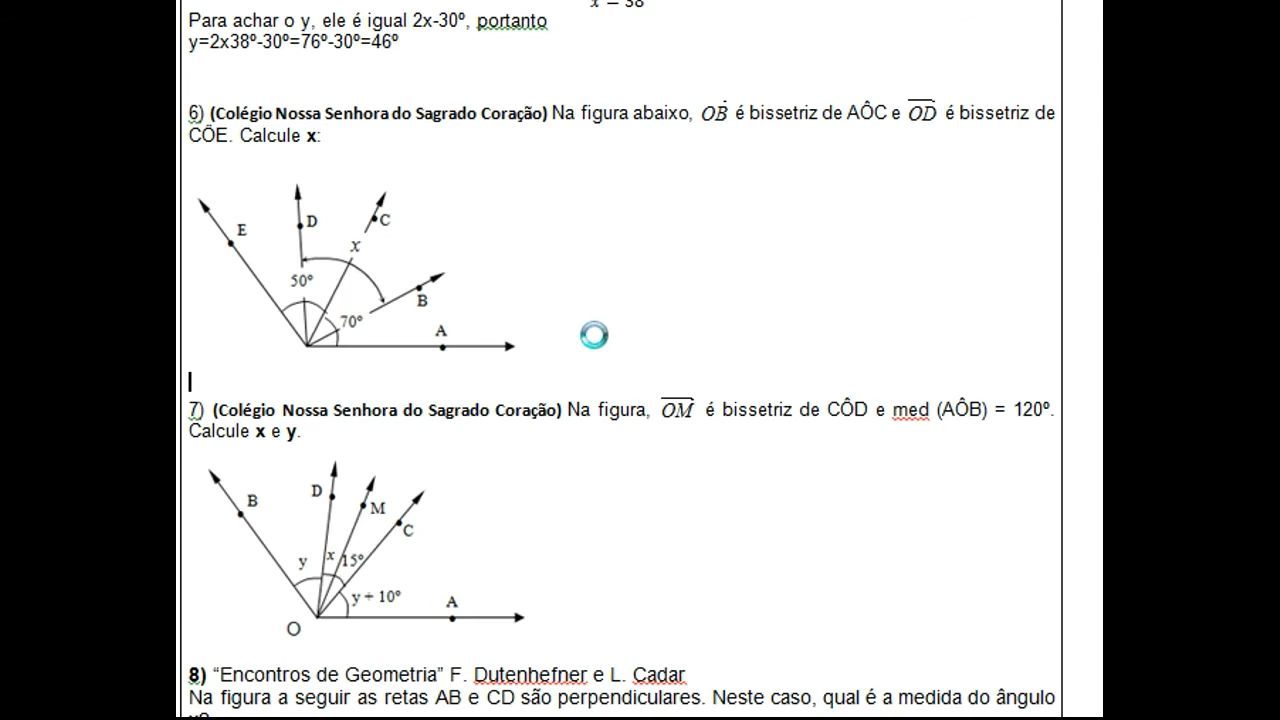 x = 38
Para achar o y, ele é igual 2x-30º, portanto
y=2x38º-30º=76º-30º=46º
6) (Colégio Nossa Senhora do Sagrado Coração) Na figura abaixo, OB é bissetriz de AÔC e OD é bissetriz de
CÔE. Calcule x:
E
D
C
x
50º
B
70º
A
7) (Colégio Nossa Senhora do Sagrado Coração) Na figura, OM é bissetriz de CÔD e med (AÔB) = 120º.
Calcule x e y.
B
D
M
C
y
x
15º
y + 10º
A
O
8) “Encontros de Geometria” F. Dutenhefner e L. Cadar
Na figura a seguir as retas AB e CD são perpendiculares. Neste caso, qual é a medida do ângulo